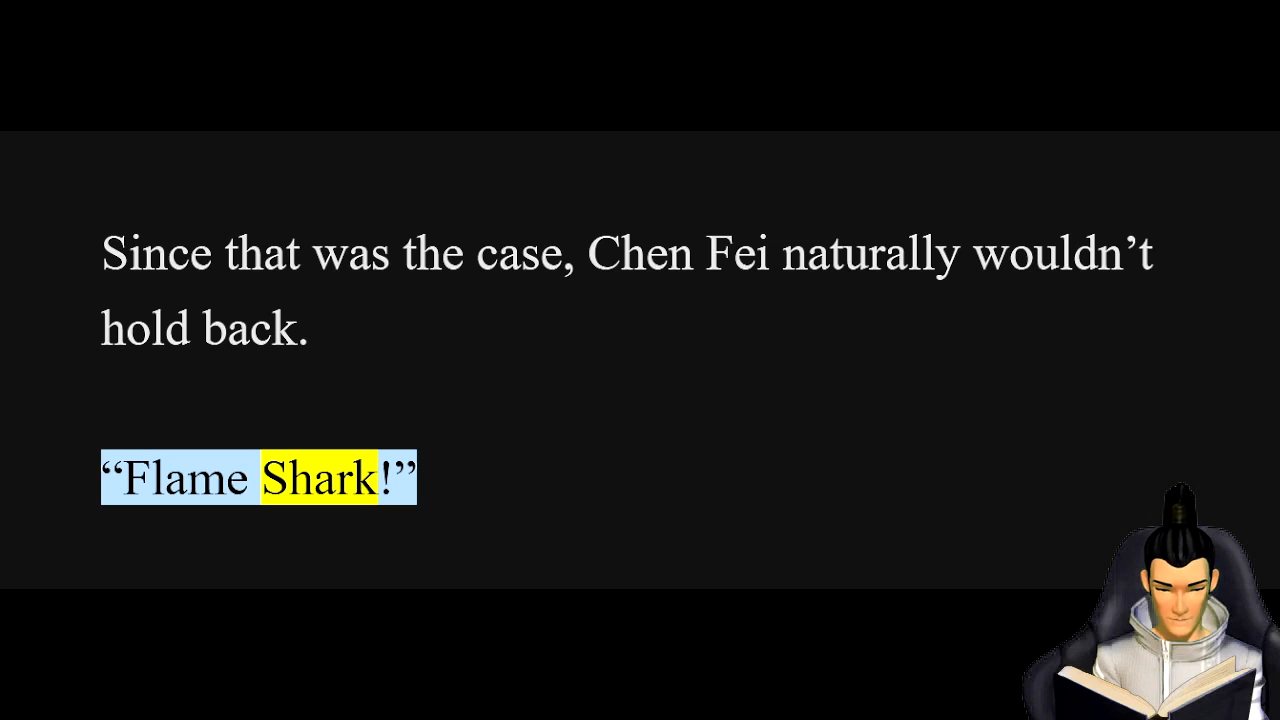 Since that was the case, Chen Fei naturally wouldn’t
hold back.
“Flame Shark!”